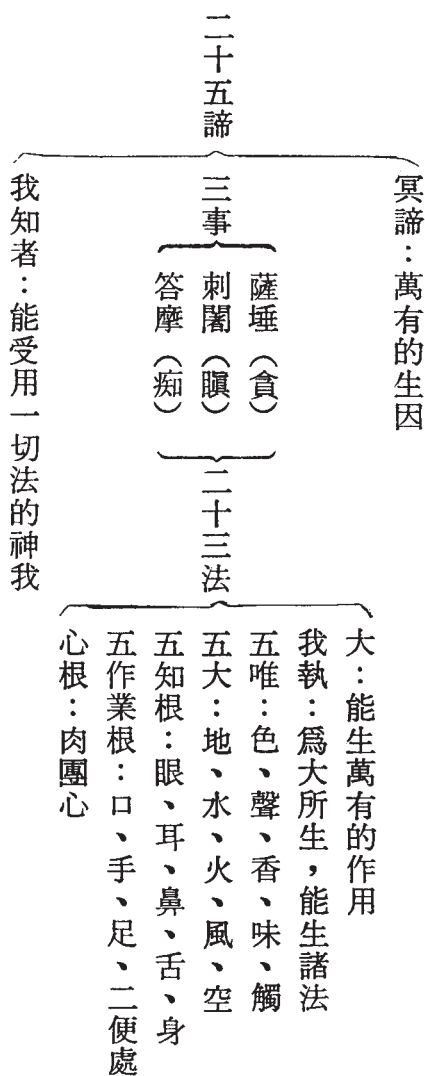 二十五諦
冥諦：萬有的生因
三事
薩埵（貪）
刺闍（瞋）
答摩（痴）
二十三法
大：能生萬有的作用
我執：爲大所生，能生諸法
五唯：色、聲、香、味、觸
五大：地、水、火、風、空
五知根：眼、耳、鼻、舌、身
五作業根：口、手、足、二便處
心根：肉團心
我知者：能受用一切法的神我